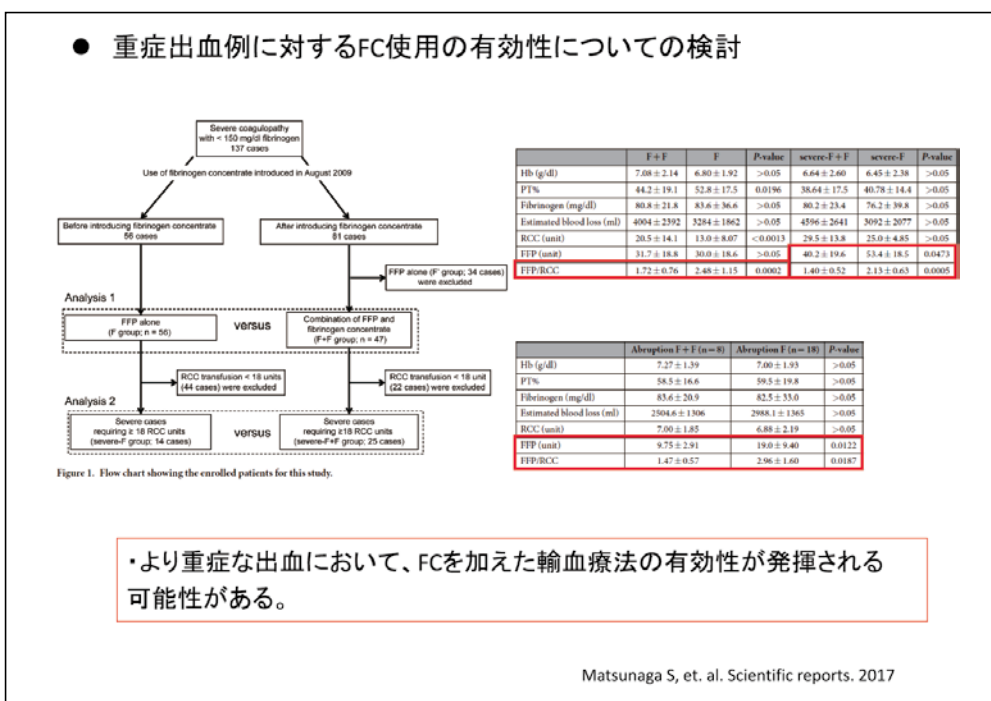 ● 重症出血例に対するFC使用の有効性についての検討
Severe coagulopathy
with < 150 mg/dl fibrinogen
137 cases
Use of fibrinogen concentrate introduced in August 2009
Before introducing fibrinogen concentrate
56 cases
After introducing fibrinogen concentrate
81 cases
FFP alone (F' group; 34 cases)
were excluded
Analysis 1
FFP alone
(F group; n = 56)
versus
Combination of FFP and
fibrinogen concentrate
(F+F group; n = 47)
RCC transfusion < 18 units
(44 cases) were excluded
RCC transfusion < 18 unit
(22 cases) were excluded
Analysis 2
Severe cases
requiring ≥ 18 RCC units
(severe-F group; 14 cases)
versus
Severe cases
requiring ≥18 RCC units
(severe-F+F group; 25 cases)
Figure 1. Flow chart showing the enrolled patients for this study.
F + F F P-value severe-F + F severe-F P-value
Hb (g/dl) 7.08 ± 2.14 6.80 ± 1.92 >0.05 6.64 ± 2.60 6.45 ± 2.38 >0.05
PT% 44.2 ± 19.1 52.8 ± 17.5 0.0196 38.64 ± 17.5 40.78 ± 14.4 >0.05
Fibrinogen (mg/dl) 80.8 ± 21.8 83.6 ± 36.6 >0.05 80.2 ± 23.4 76.2 ± 39.8 >0.05
Estimated blood loss (ml) 4004 ± 2392 3284 ± 1862 >0.05 4596 ± 2641 3092 ± 2077 >0.05
RCC (unit) 20.5 ± 14.1 13.0 ± 8.07 <0.0013 29.5 ± 13.8 25.0 ± 4.85 >0.05
FFP (unit) 31.7 ± 18.8 30.0 ± 18.6 >0.05 40.2 ± 19.6 53.4 ± 18.5 0.0473
FFP/RCC 1.72 ± 0.76 2.48 ± 1.15 0.0002 1.40 ± 0.52 2.13 ± 0.63 0.0005
Abruption F + F (n = 8) Abruption F (n = 18) P-value
Hb (g/dl) 7.27 ± 1.39 7.00 ± 1.93 >0.05
PT% 58.5 ± 16.6 59.5 ± 19.8 >0.05
Fibrinogen (mg/dl) 83.6 ± 20.9 82.5 ± 33.0 >0.05
Estimated blood loss (ml) 2504.6 ± 1306 2988.1 ± 1365 >0.05
RCC (unit) 7.00 ± 1.85 6.88 ± 2.19 >0.05
FFP (unit) 9.75 ± 2.91 19.0 ± 9.40 0.0122
FFP/RCC 1.47 ± 0.57 2.96 ± 1.60 0.0187
・より重症な出血において、FCを加えた輸血療法の有効性が発揮される
可能性がある。
Matsunaga S, et. al. Scientific reports. 2017